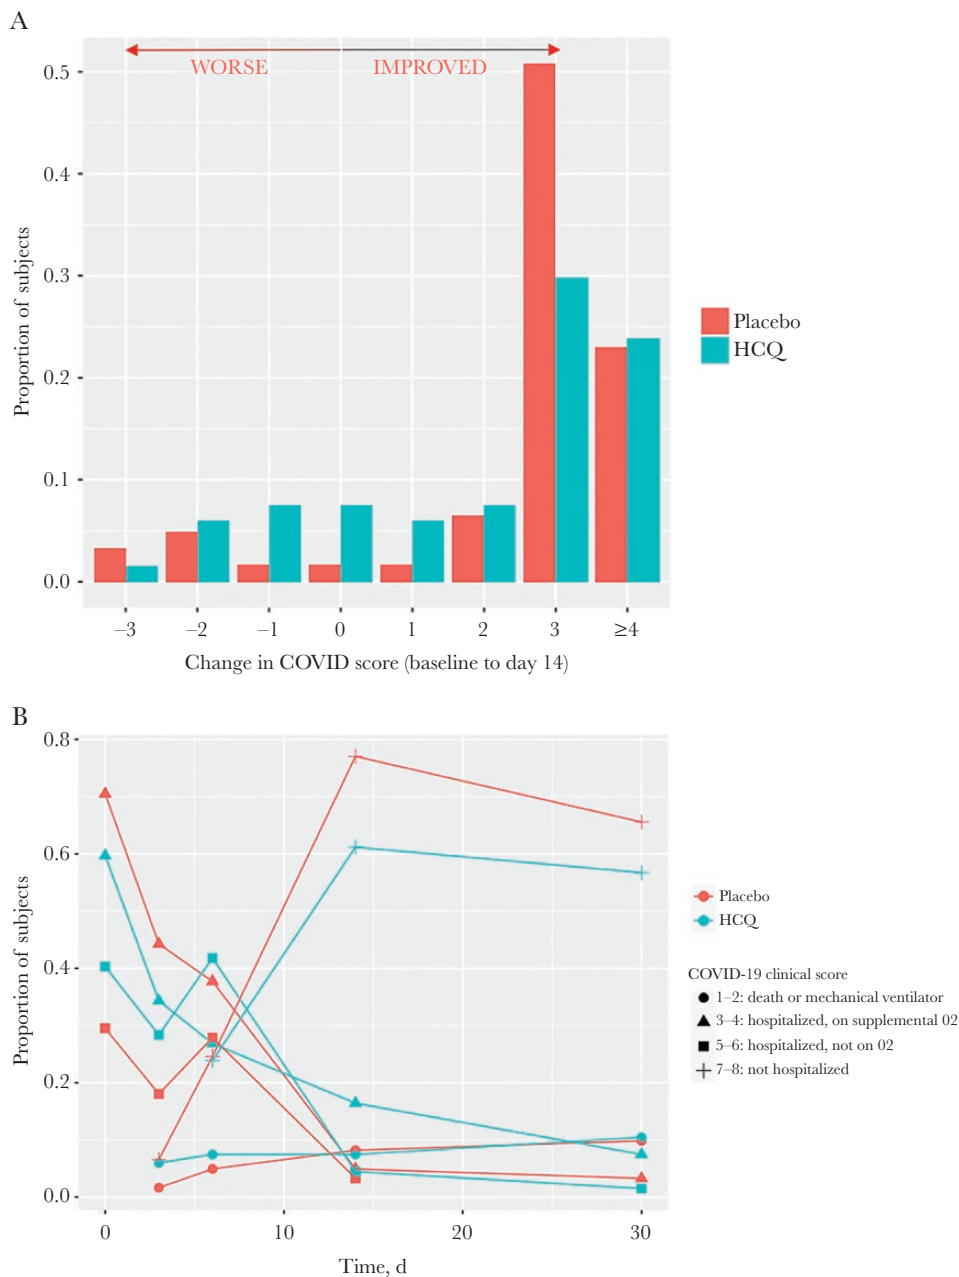 A
WORSE IMPROVED
0.5
0.4
0.3
0.2
0.1
0.0
Proportion of subjects
–3 –2 –1 0 1 2 3 ≥4
Change in COVID score (baseline to day 14)
Placebo
HCQ
B
0.8
0.6
0.4
0.2
0.0
Proportion of subjects
0 10 20 30
Time, d
Placebo
HCQ
COVID-19 clinical score
1–2: death or mechanical ventilator
3–4: hospitalized, on supplemental 02
5–6: hospitalized, not on 02
7–8: not hospitalized